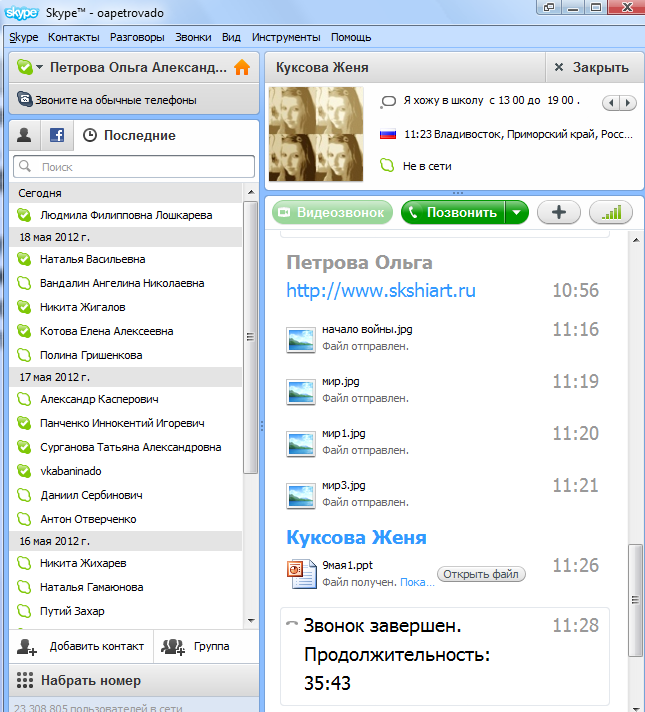 Skype™ - oapetrovado
Skype Контакты Разговоры Звонки Вид Инструменты Помощь
Петрова Ольга Александ...
Звоните на обычные телефоны
Последние
Поиск
Сегодня
Людмила Филипповна Лошкарева
18 мая 2012 г.
Наталья Васильевна
Вандалин Ангелина Николаевна
Никита Жигалов
Котова Елена Алексеевна
Полина Гришенкова
17 мая 2012 г.
Александр Касперович
Панченко Иннокентий Игоревич
Сурганова Татьяна Александровна
vkabaninado
Даниил Сербинович
Антон Отверченко
16 мая 2012 г.
Никита Жихарев
Наталья Гамаюнова
Путий Захар
Добавить контакт Группа
Набрать номер
23 308 805 пользователей в сети
Куксова Женя × Закрыть
Я хожу в школу с 13 00 до 19 00 .
11:23 Владивосток, Приморский край, Росс...
Не в сети
Видеозвонок Позвонить
Петрова Ольга
http://www.skshiart.ru 10:56
начало войны.jpg 11:16
Файл отправлен.
мир.jpg 11:19
Файл отправлен.
мир1.jpg 11:20
Файл отправлен.
мир3.jpg 11:21
Файл отправлен.
Куксова Женя
9мая1.ppt 11:26
Файл получен. Пока... Открыть файл
Звонок завершен. 11:28
Продолжительность:
35:43